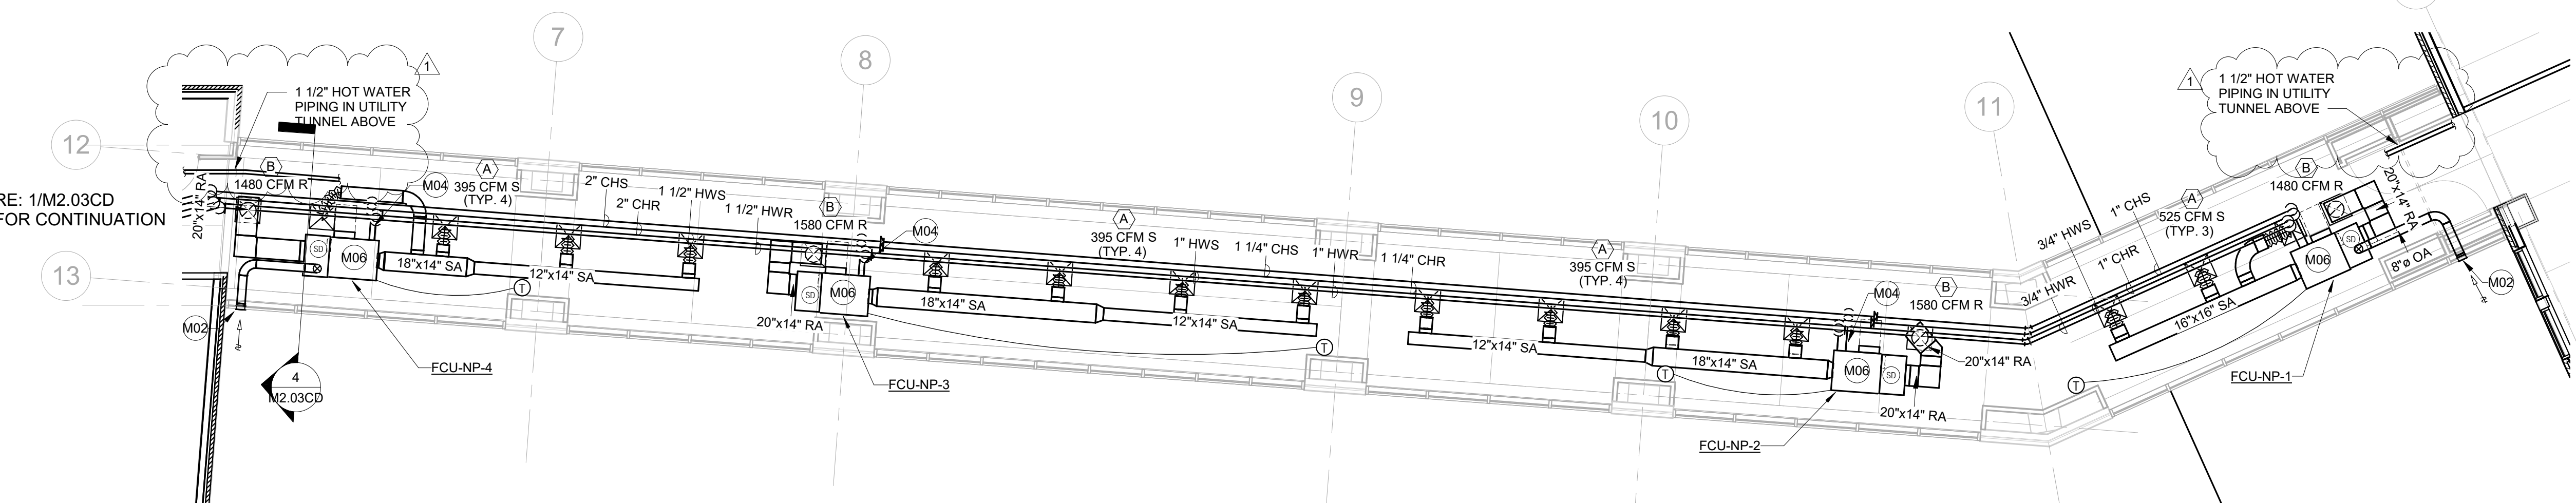 7
8
9
10
11
12
13
1
1 1/2" HOT WATER
PIPING IN UTILITY
TUNNEL ABOVE
RE: 1/M2.03CD
FOR CONTINUATION
20"x14" RA
B
1480 CFM R
M04
A
395 CFM S
(TYP. 4)
2" CHS
2" CHR
1 1/2" HWS
1 1/2" HWR
SD
M06
18"x14" SA
12"x14" SA
T
M02
4
M2.03CD
FCU-NP-4
B
1580 CFM R
M04
SD
M06
20"x14" RA
18"x14" SA
12"x14" SA
T
FCU-NP-3
A
395 CFM S
(TYP. 4)
1" HWS
1 1/4" CHS
1" HWR
1 1/4" CHR
A
395 CFM S
(TYP. 4)
12"x14" SA
18"x14" SA
T
M04
M06
SD
B
1580 CFM R
20"x14" RA
20"x14" RA
FCU-NP-2
3/4" HWS
3/4" HWR
1" CHS
1" CHR
A
525 CFM S
(TYP. 3)
1
1 1/2" HOT WATER
PIPING IN UTILITY
TUNNEL ABOVE
B
1480 CFM R
20"x14" RA
SD
M06
16"x16" SA
8"ø OA
M02
T
FCU-NP-1